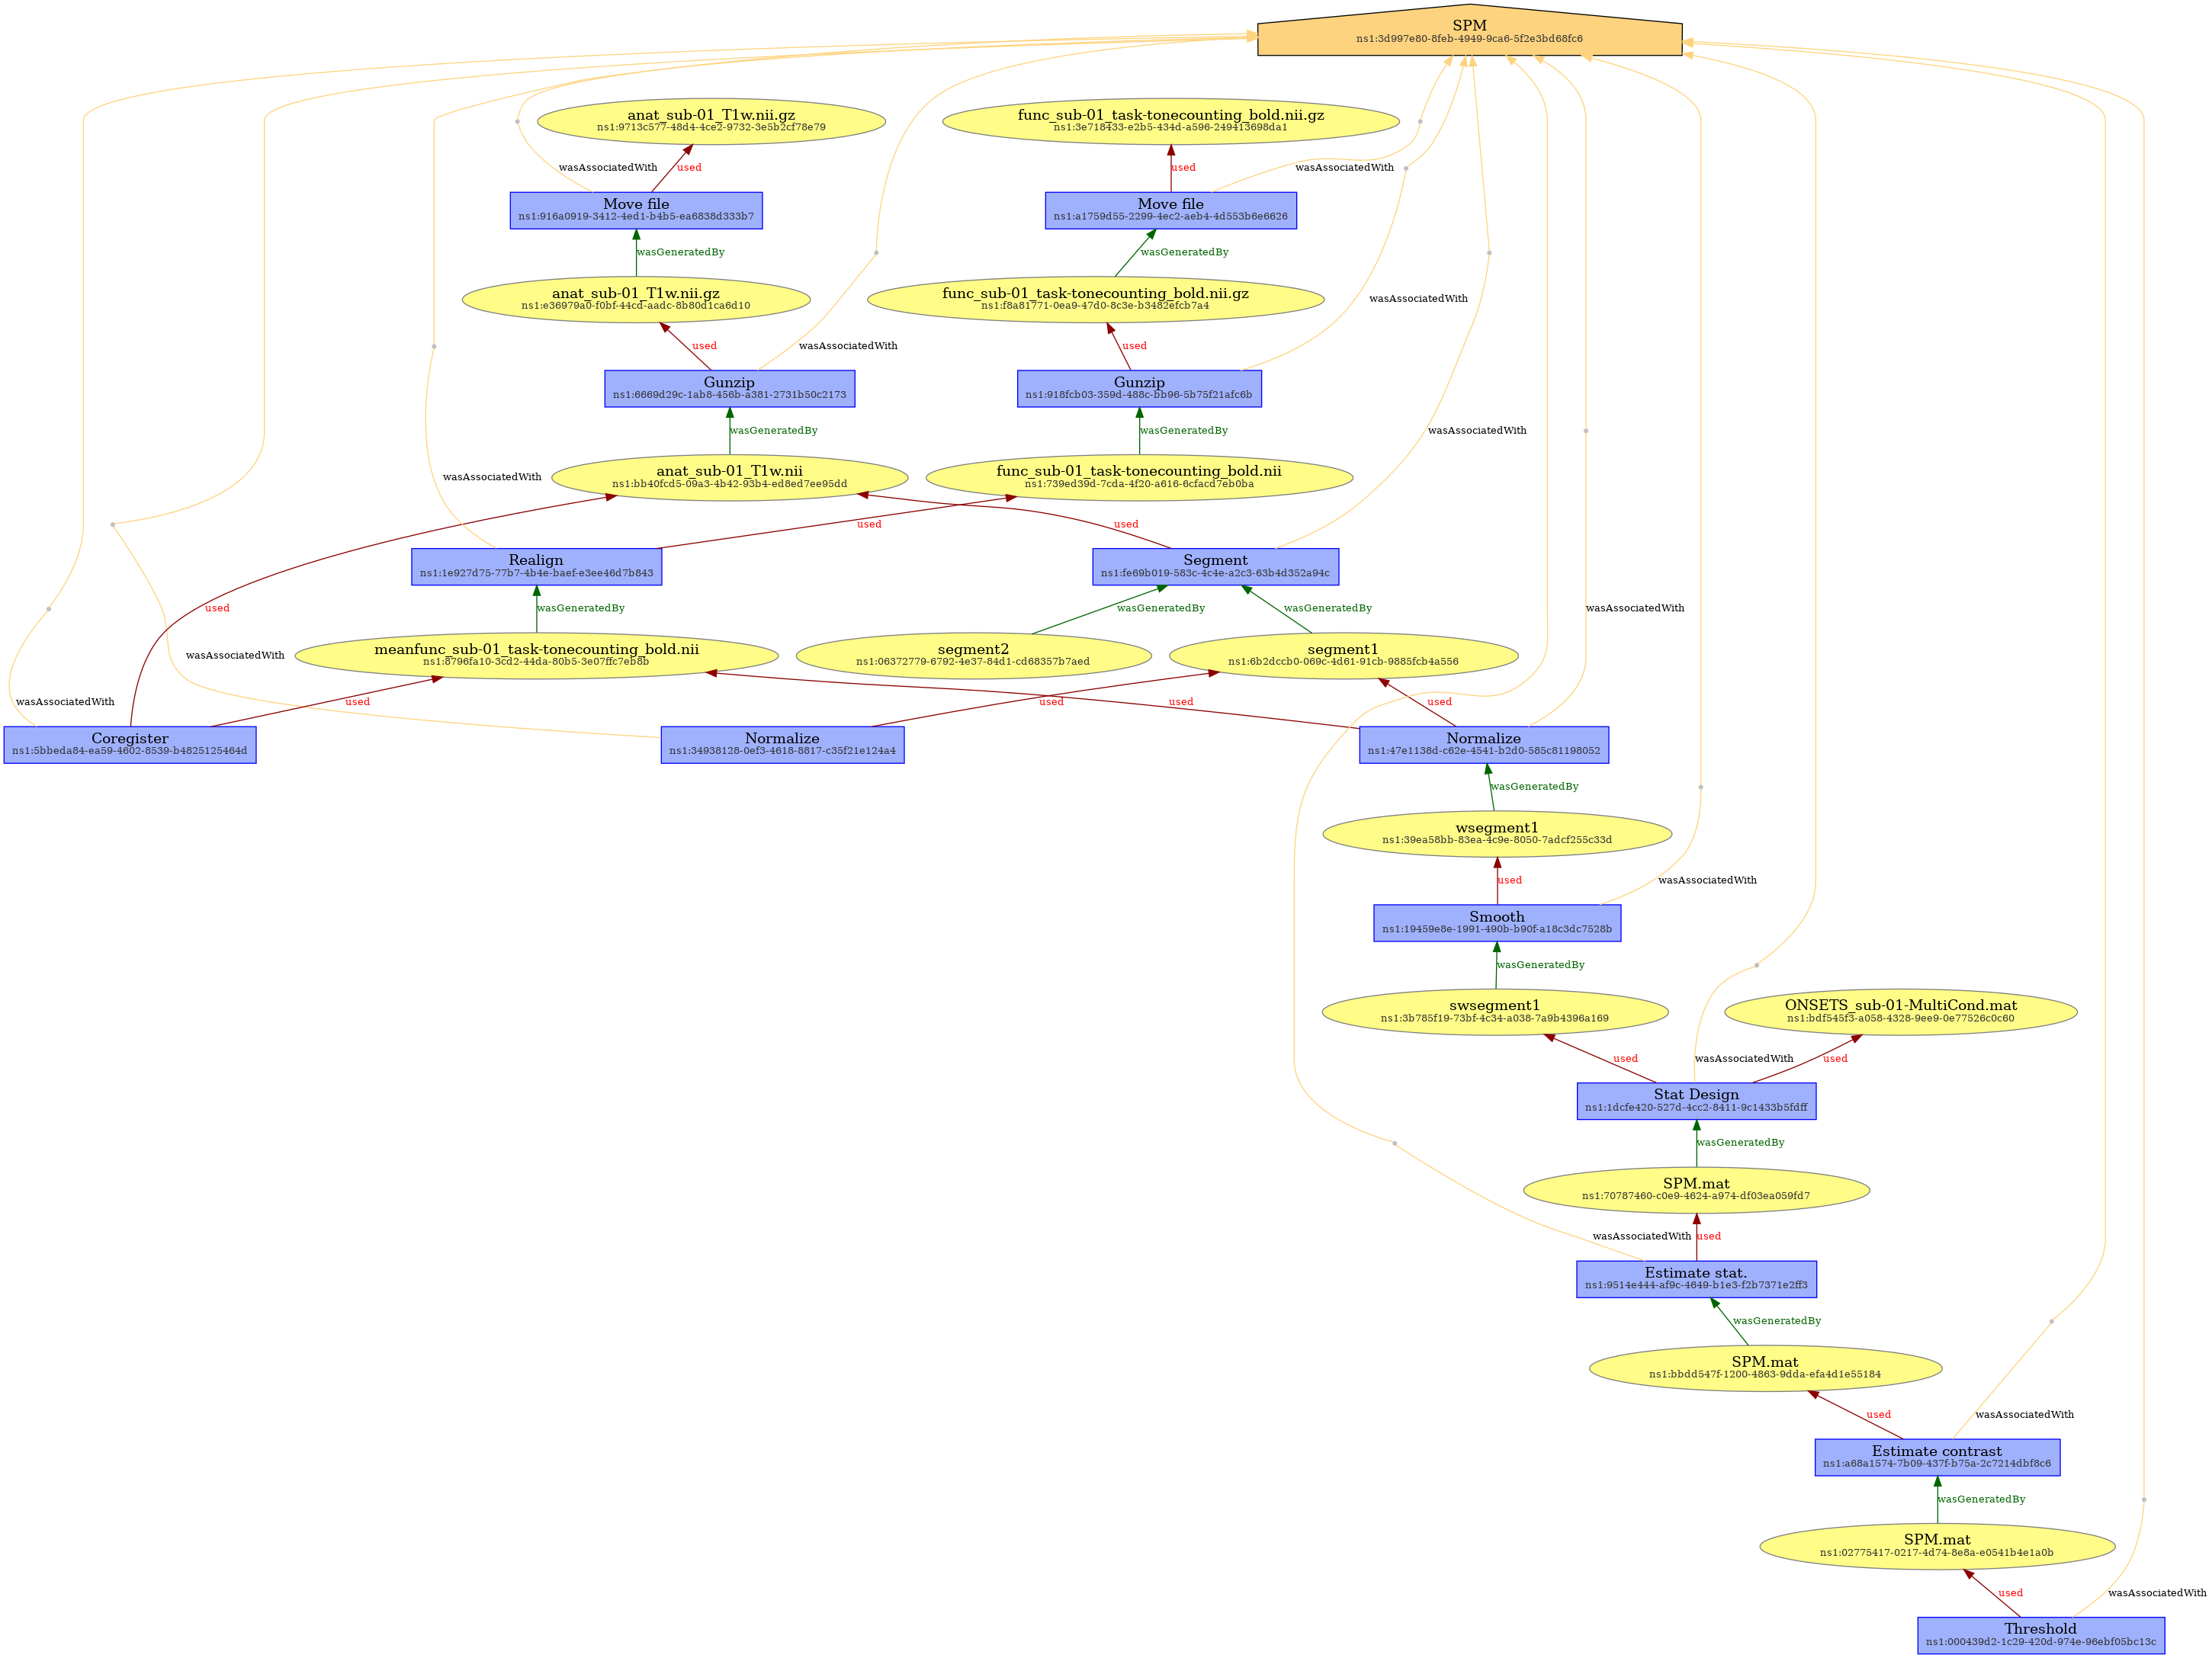 SPM
ns1:3d997e80-8feb-4949-9ca6-5f2e3bd68fc6
anat_sub-01_T1w.nii.gz
ns1:9713c577-48d4-4ce2-9732-3e5b2cf78e79
func_sub-01_task-tonecounting_bold.nii.gz
ns1:3e718433-e2b5-434d-a596-249413698da1
wasAssociatedWith
used
used
wasAssociatedWith
Move file
ns1:916a0919-3412-4ed1-b4b5-ea6838d333b7
Move file
ns1:a1759d55-2299-4ec2-aeb4-4d553b6e6626
wasGeneratedBy
wasGeneratedBy
anat_sub-01_T1w.nii.gz
ns1:e36979a0-f0bf-44cd-aadc-8b80d1ca6d10
func_sub-01_task-tonecounting_bold.nii.gz
ns1:f8a81771-0ea9-47d0-8c3e-b3482efcb7a4
wasAssociatedWith
used
wasAssociatedWith
used
Gunzip
ns1:6669d29c-1ab8-456b-a381-2731b50c2173
Gunzip
ns1:918fcb03-359d-488c-bb96-5b75f21afc6b
wasGeneratedBy
wasGeneratedBy
wasAssociatedWith
anat_sub-01_T1w.nii
ns1:bb40fcd5-09a3-4b42-93b4-ed8ed7ee95dd
func_sub-01_task-tonecounting_bold.nii
ns1:739ed39d-7cda-4f20-a616-6cfacd7eb0ba
wasAssociatedWith
used
used
Realign
ns1:1e927d75-77b7-4b4e-baef-e3ee46d7b843
Segment
ns1:fe69b019-583c-4c4e-a2c3-63b4d352a94c
used
wasGeneratedBy
wasGeneratedBy
wasGeneratedBy
wasAssociatedWith
wasAssociatedWith
meanfunc_sub-01_task-tonecounting_bold.nii
ns1:8796fa10-3cd2-44da-80b5-3e07ffc7eb8b
segment2
ns1:06372779-6792-4e37-84d1-cd68357b7aed
segment1
ns1:6b2dccb0-069c-4d61-91cb-9885fcb4a556
wasAssociatedWith
used
used
used
used
Coregister
ns1:5bbeda84-ea59-4602-8539-b4825125464d
Normalize
ns1:34938128-0ef3-4618-8817-c35f21e124a4
Normalize
ns1:47e1138d-c62e-4541-b2d0-585c81198052
wasGeneratedBy
wsegment1
ns1:39ea58bb-83ea-4c9e-8050-7adcf255c33d
used
wasAssociatedWith
Smooth
ns1:19459e8e-1991-490b-b90f-a18c3dc7528b
wasGeneratedBy
swsegment1
ns1:3b785f19-73bf-4c34-a038-7a9b4396a169
ONSETS_sub-01-MultiCond.mat
ns1:bdf545f3-a058-4328-9ee9-0e77526c0c60
used
wasAssociatedWith
used
Stat Design
ns1:1dcfe420-527d-4cc2-8411-9c1433b5fdff
wasGeneratedBy
SPM.mat
ns1:70787460-c0e9-4624-a974-df03ea059fd7
wasAssociatedWith
used
Estimate stat.
ns1:9514e444-af9c-4649-b1e3-f2b7371e2ff3
wasGeneratedBy
SPM.mat
ns1:bbdd547f-1200-4863-9dda-efa4d1e55184
used
wasAssociatedWith
Estimate contrast
ns1:a68a1574-7b09-437f-b75a-2c7214dbf8c6
wasGeneratedBy
SPM.mat
ns1:02775417-0217-4d74-8e8a-e0541b4e1a0b
used
wasAssociatedWith
Threshold
ns1:000439d2-1c29-420d-974e-96ebf05bc13c